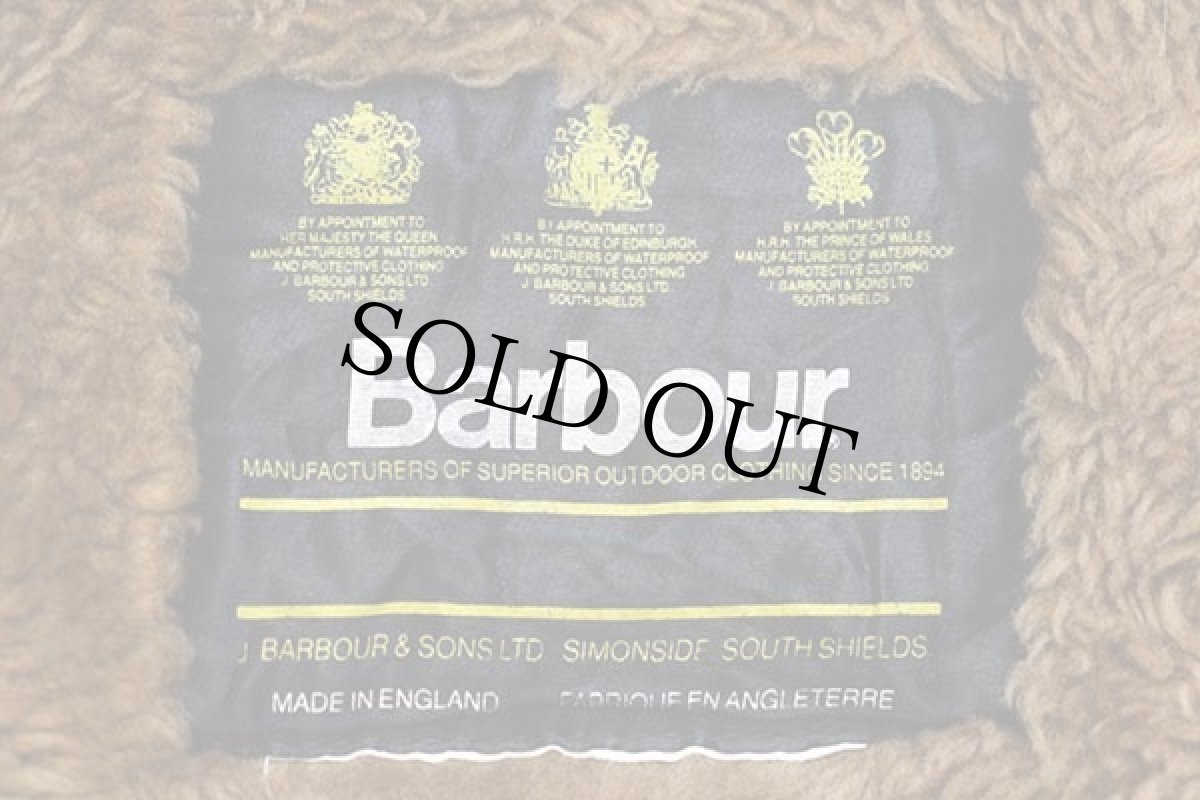 BY APPOINTMENT TO
HER MAJESTY THE QUEEN
MANUFACTURERS OF WATERPROOF
AND PROTECTIVE CLOTHING
J. BARBOUR & SONS LTD
SOUTH SHIELDS
BY APPOINTMENT TO
H.R.H. THE DUKE OF EDINBURGH
MANUFACTURERS OF WATERPROOF
AND PROTECTIVE CLOTHING
J. BARBOUR & SONS LTD
SOUTH SHIELDS
BY APPOINTMENT TO
H.R.H. THE PRINCE OF WALES
MANUFACTURERS OF WATERPROOF
AND PROTECTIVE CLOTHING
J. BARBOUR & SONS LTD
SOUTH SHIELDS
Barbour®
SOLD OUT
MANUFACTURERS OF SUPERIOR OUTDOOR CLOTHING SINCE 1894
J BARBOUR & SONS LTD SIMONSIDE SOUTH SHIELDS
MADE IN ENGLAND FABRIQUE EN ANGLETERRE